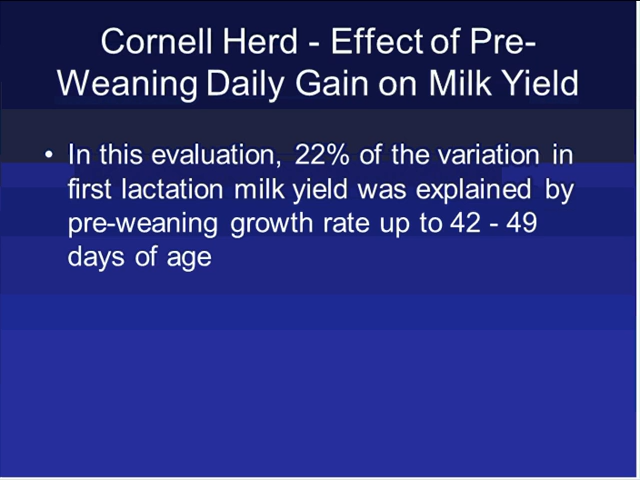 Cornell Herd - Effect of Pre-
Weaning Daily Gain on Milk Yield
• In this evaluation, 22% of the variation in
first lactation milk yield was explained by
pre-weaning growth rate up to 42 - 49
days of age